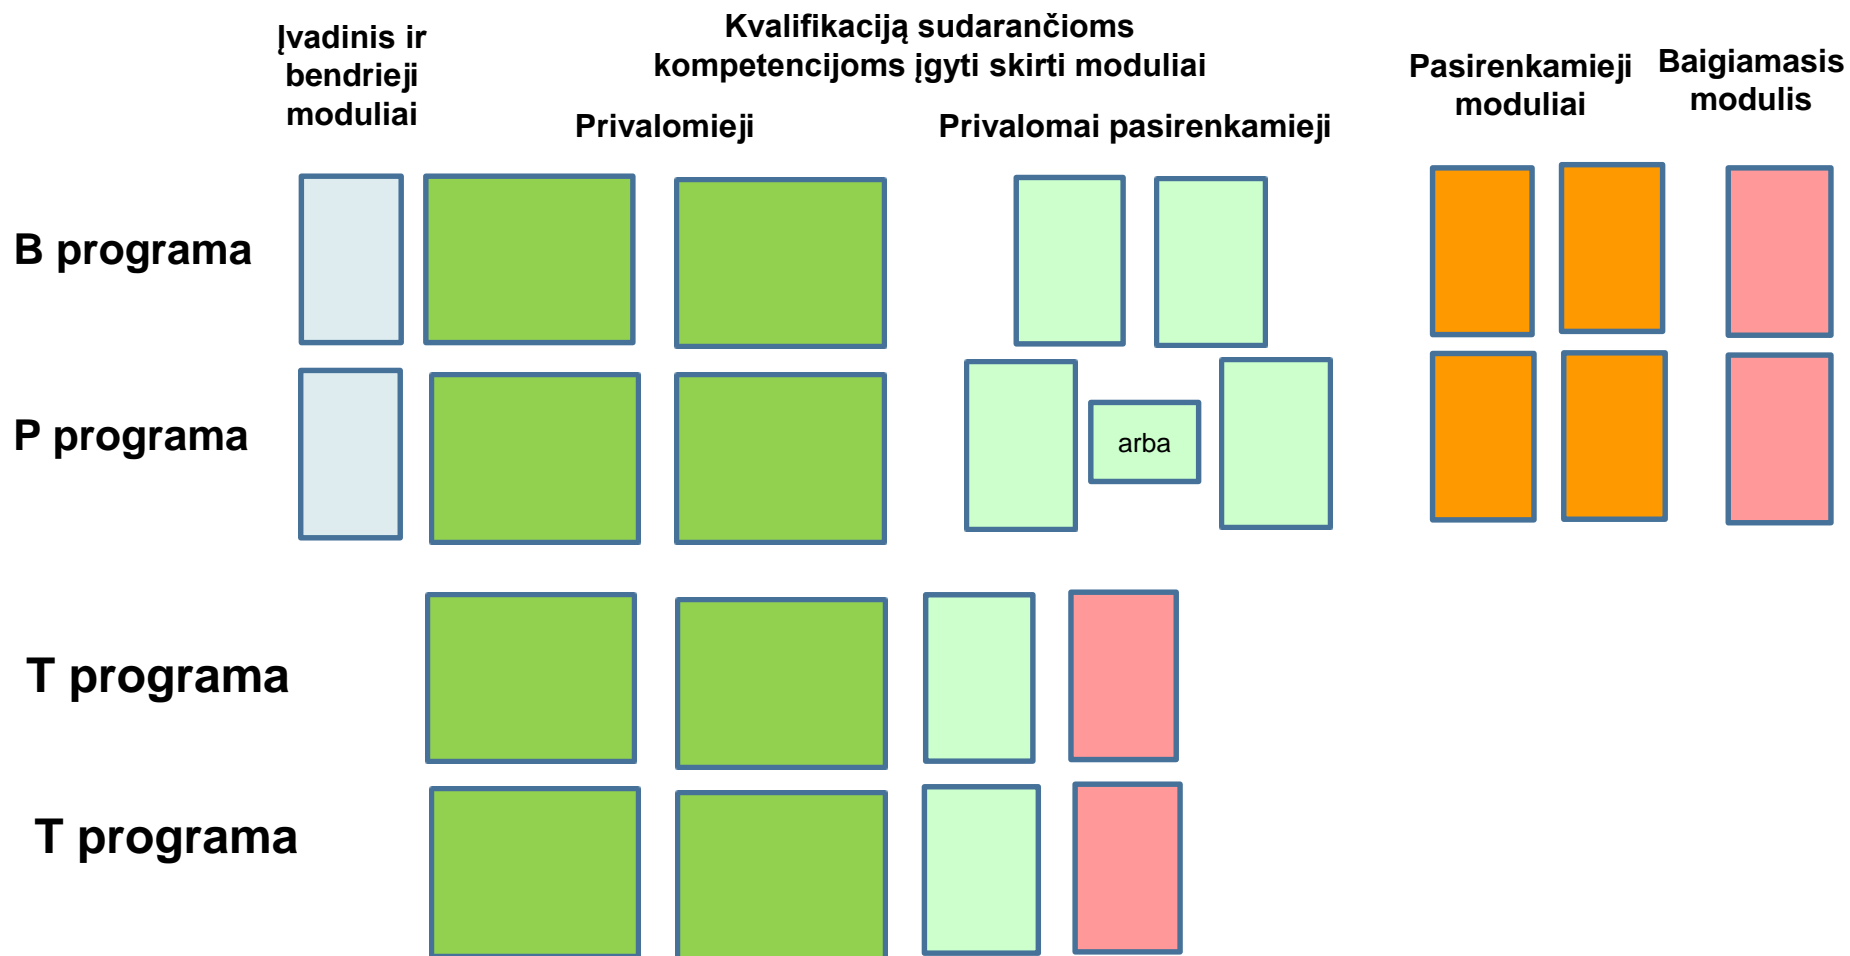 Įvadinis ir
bendrieji
moduliai
Kvalifikaciją sudarančioms
kompetencijoms įgyti skirti moduliai
Privalomieji
Privalomai pasirenkamieji
Pasirenkamieji
moduliai
Baigiamasis
modulis
B programa
P programa
arba
T programa
T programa